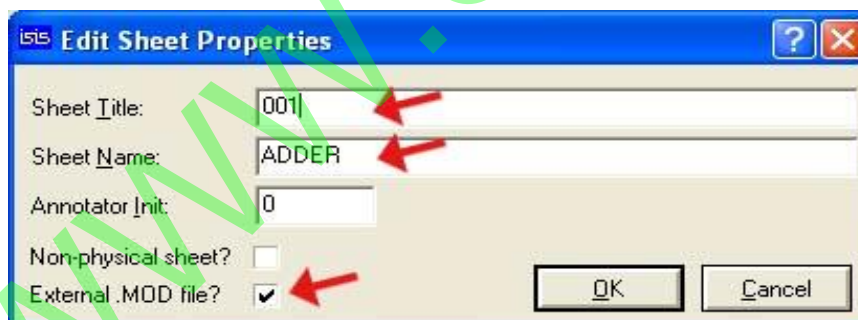 isis Edit Sheet Properties
Sheet Title: 001
Sheet Name: ADDER
Annotator Init: 0
Non-physical sheet?
External .MOD file?
OK Cancel